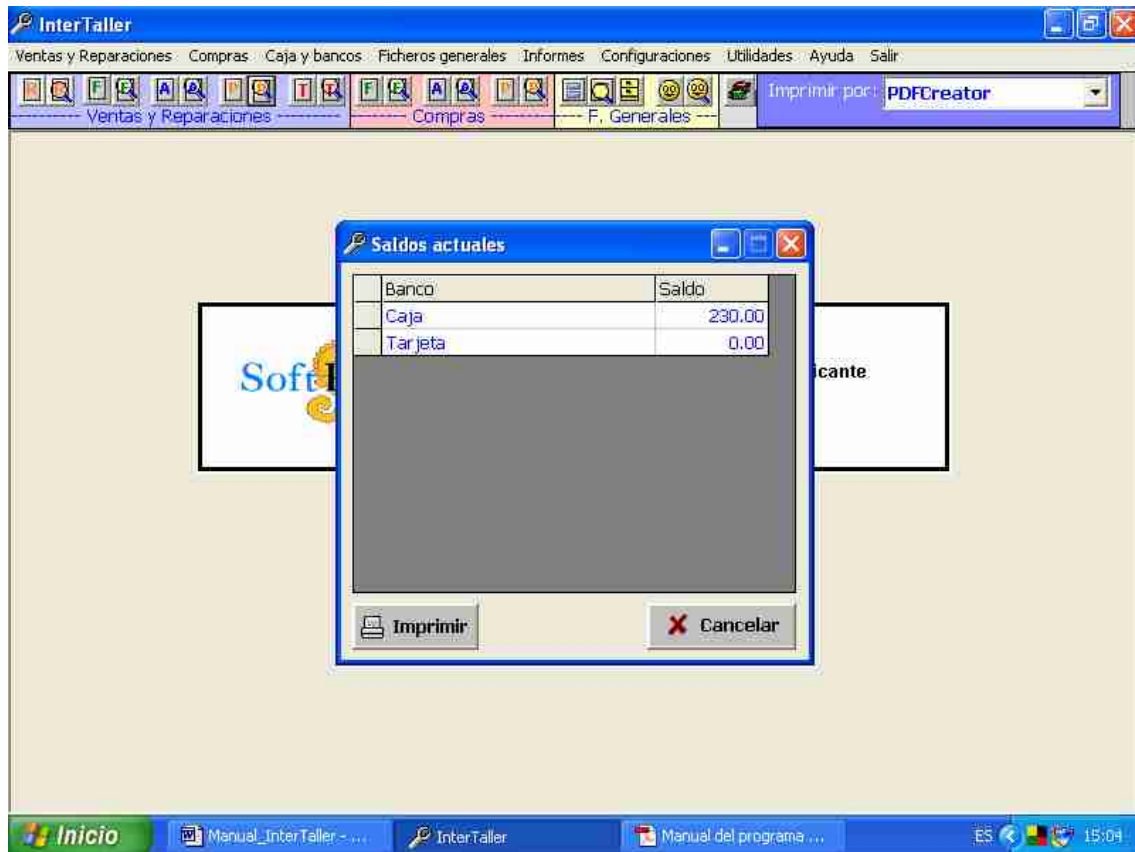 InterTaller
Ventas y Reparaciones Compras Caja y bancos Ficheros generales Informes Configuraciones Utilidades Ayuda Salir
R R F F A A P P T T F F A A P P Imprimir por: PDFCreator
---------- Ventas y Reparaciones ---------- ---------- Compras ---------- ---- F. Generales ---
Saldos actuales
Banco Saldo
Caja 230.00
Tarjeta 0.00
Soft icante
Imprimir Cancelar
Inicio Manual_InterTaller - ... InterTaller Manual del programa ... ES 15:04